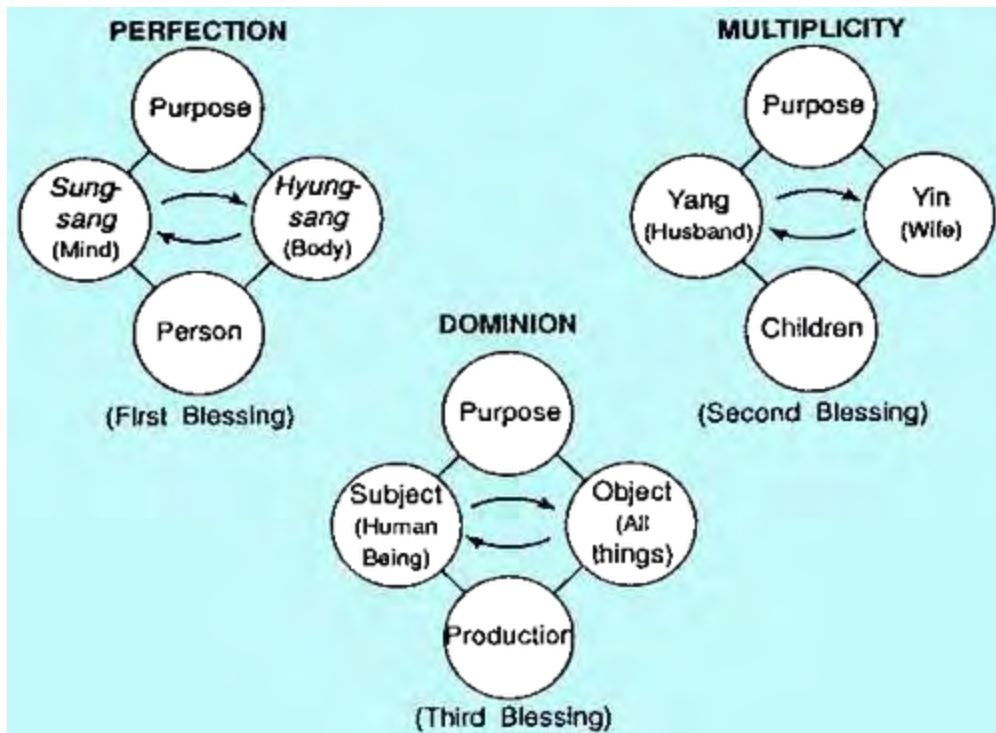 PERFECTION
Purpose
Sung-
sang
(Mind)
Hyung-
sang
(Body)
Person
(First Blessing)
MULTIPLICITY
Purpose
Yang
(Husband)
Yin
(Wife)
Children
(Second Blessing)
DOMINION
Purpose
Subject
(Human
Being)
Object
(All
things)
Production
(Third Blessing)